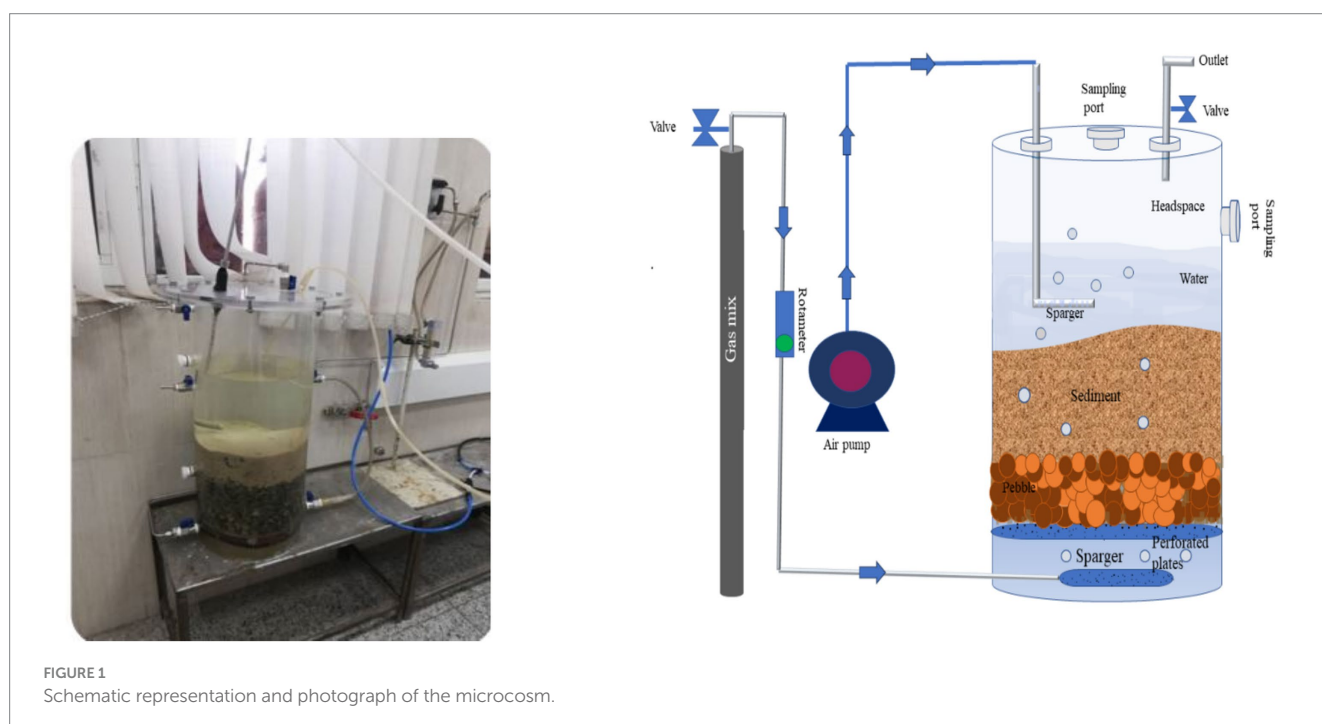 Outlet
Sampling
port
Valve
Valve
Headspace
Sampling
port
Water
Rotameter
Sparger
Gas mix
Sediment
Air pump
Pebble
Sparger
Perforated
plates
FIGURE 1
Schematic representation and photograph of the microcosm.